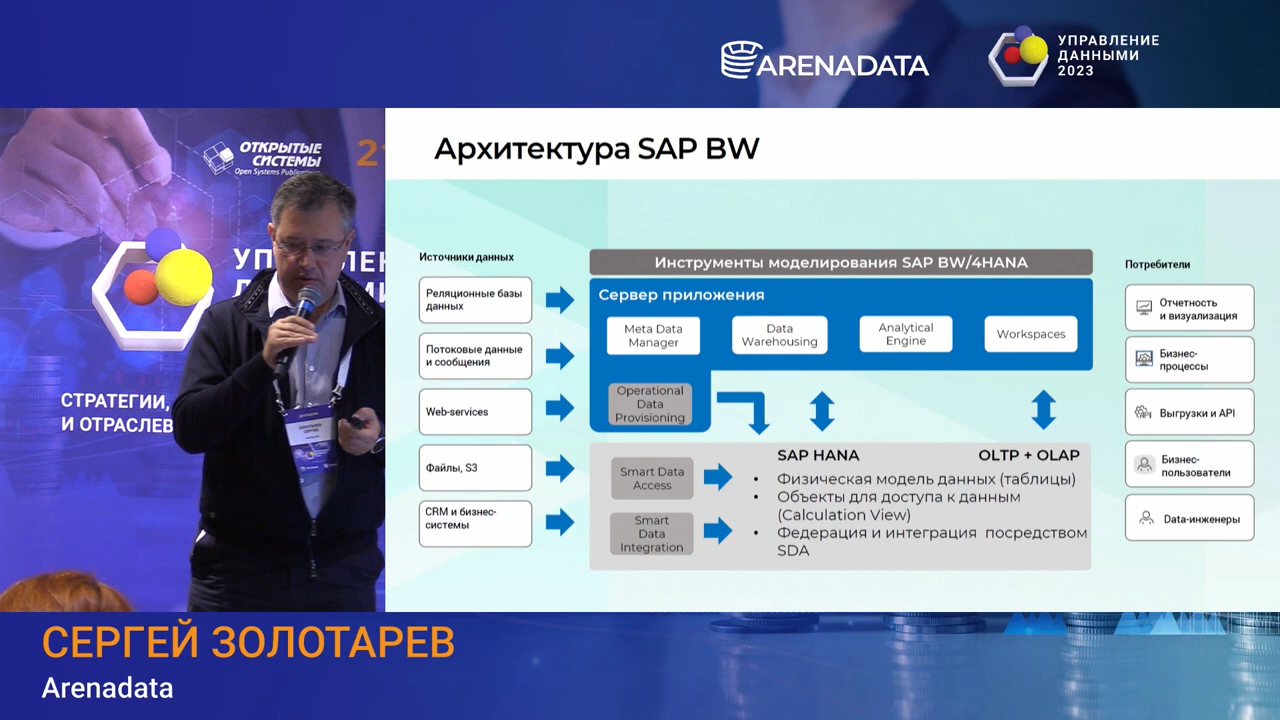 ARENADATA
УПРАВЛЕНИЕ
ДАННЫМИ
2023
ОТКРЫТЫЕ
СИСТЕМЫ
Open Systems
СТРАТЕГИИ,
И ОТРАСЛЕВ
ЗОЛОТАРЕВ
СЕРГЕЙ
Архитектура SAP BW
Источники данных
Реляционные базы
данных
Потоковые данные
и сообщения
Web-services
Файлы, S3
CRM и бизнес-
системы
Инструменты моделирования SAP BW/4HANA
Сервер приложения
Meta Data
Manager
Data
Warehousing
Analytical
Engine
Workspaces
Operational
Data
Provisioning
Smart Data
Access
Smart
Data
Integration
SAP HANA
OLTP + OLAP
• Физическая модель данных (таблицы)
• Объекты для доступа к данным
(Calculation View)
• Федерация и интеграция посредством
SDA
Потребители
Отчетность
и визуализация
Бизнес-
процессы
Выгрузки и API
Бизнес-
пользователи
Data-инженеры
СЕРГЕЙ ЗОЛОТАРЕВ
Arenadata